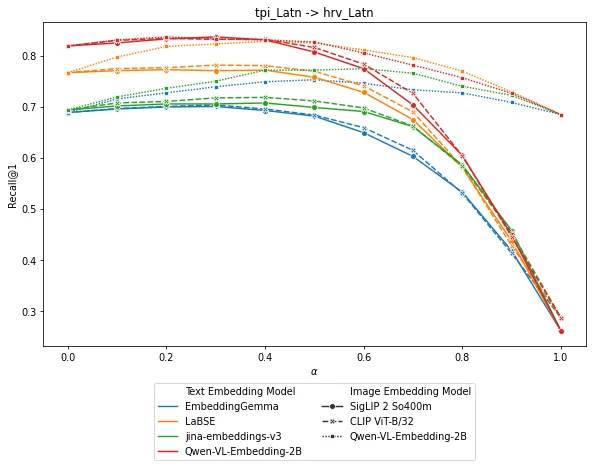 tpi_Latn -> hrv_Latn
Recall@1
0.8
0.7
0.6
0.5
0.4
0.3
0.0 0.2 0.4 0.6 0.8 1.0
α
Text Embedding Model Image Embedding Model
EmbeddingGemma SigLIP 2 So400m
LaBSE CLIP ViT-B/32
jina-embeddings-v3 Qwen-VL-Embedding-2B
Qwen-VL-Embedding-2B